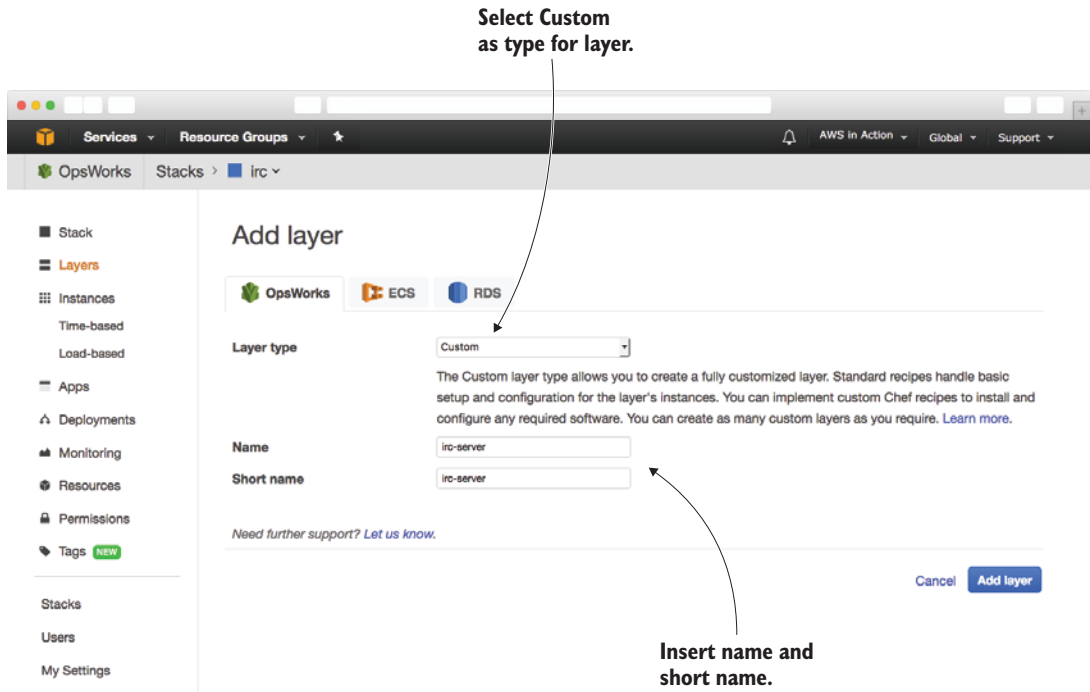 Select Custom
as type for layer.
Services
Resource Groups
AWS in Action
Global
Support
OpsWorks
Stacks
irc
Stack
Layers
Instances
Time-based
Load-based
Apps
Deployments
Monitoring
Resources
Permissions
Tags NEW
Stacks
Users
My Settings
Add layer
OpsWorks
ECS
RDS
Layer type
Custom
The Custom layer type allows you to create a fully customized layer. Standard recipes handle basic
setup and configuration for the layer's instances. You can implement custom Chef recipes to install and
configure any required software. You can create as many custom layers as you require. Learn more.
Name
irc-server
Short name
irc-server
Need further support? Let us know.
Cancel
Add layer
Insert name and
short name.